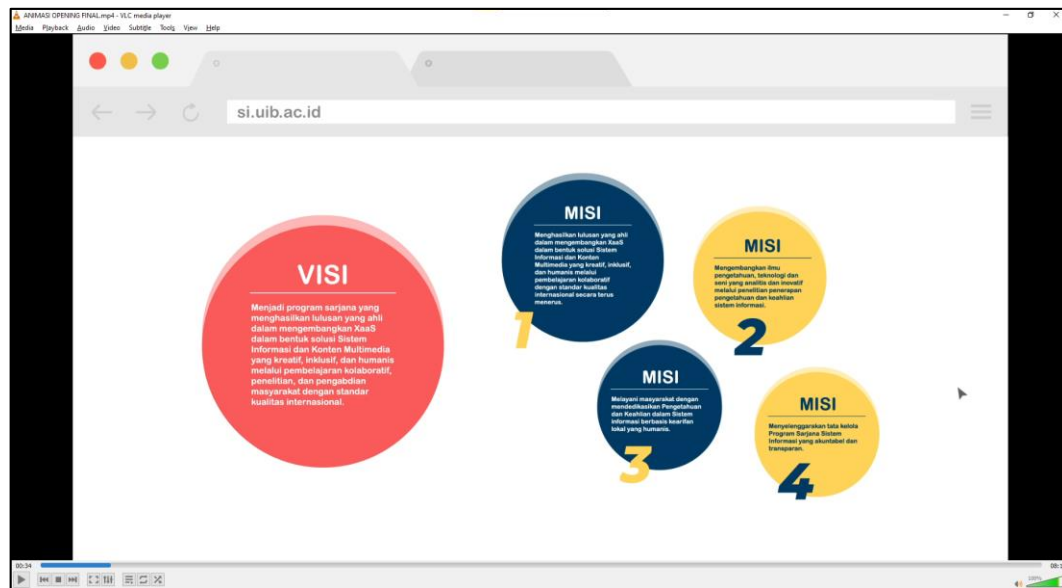 ANIMASI OPENING FINAL.mp4 - VLC media player
Media Playback Audio Video Subtitle Tools View Help
si.uib.ac.id
VISI
Menjadi program sarjana yang
menghasilkan lulusan yang ahli
dalam mengembangkan XaaS
dalam bentuk solusi Sistem
Informasi dan Konten Multimedia
yang kreatif, inklusif, dan humanis
melalui pembelajaran kolaboratif,
penelitian, dan pengabdian
masyarakat dengan standar
kualitas internasional.
MISI
Menghasilkan lulusan yang ahli
dalam mengembangkan XaaS
dalam bentuk solusi Sistem
Informasi dan Konten
Multimedia yang kreatif, inklusif,
dan humanis melalui
pembelajaran kolaboratif
dengan standar kualitas
internasional secara terus
menerus.
1
MISI
Mengembangkan ilmu
pengetahuan, teknologi dan
seni yang analitis dan inovatif
melalui penelitian penerapan
pengetahuan dan keahlian
sistem informasi.
2
MISI
Melayani masyarakat dengan
mendedikasikan Pengetahuan
dan Keahlian dalam Sistem
informasi berbasis kearifan
lokal yang humanis.
3
MISI
Menyelenggarakan tata kelola
Program Sarjana Sistem
Informasi yang akuntabel dan
transparan.
4
00:34
100%